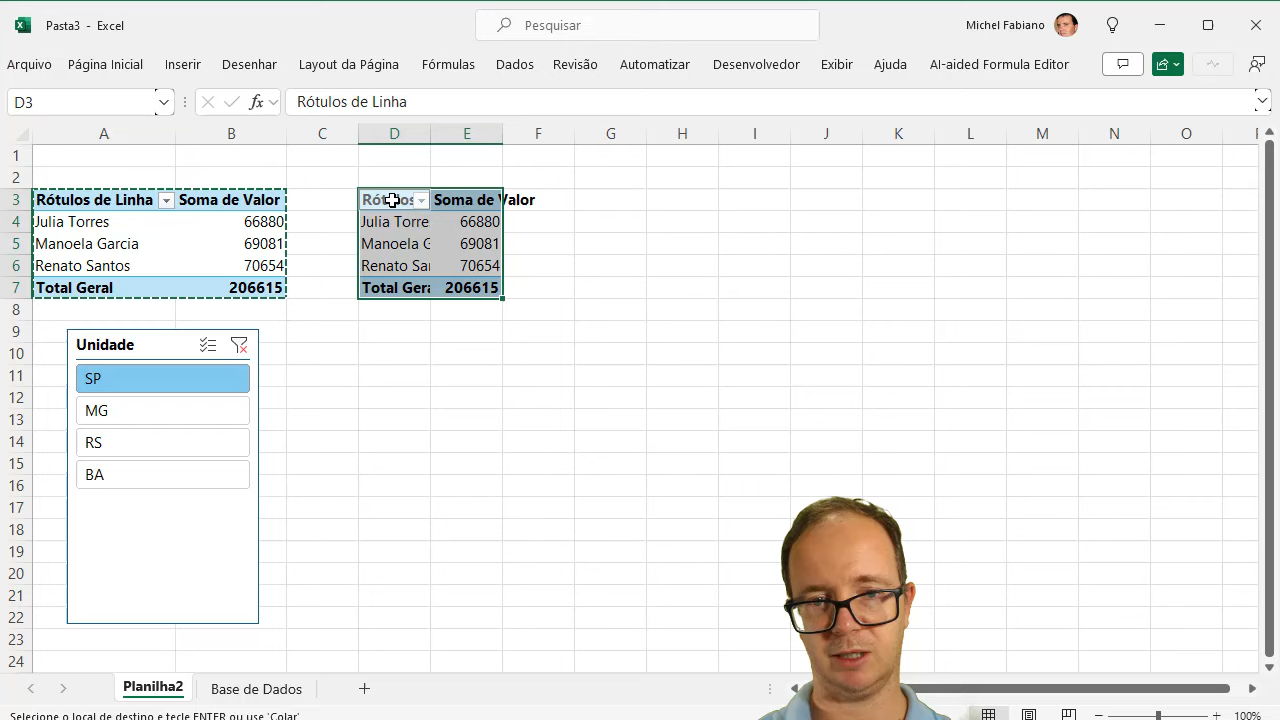 Pasta3 - Excel
Pesquisar
Michel Fabiano
Arquivo Página Inicial Inserir Desenhar Layout da Página Fórmulas Dados Revisão Automatizar Desenvolvedor Exibir Ajuda AI-aided Formula Editor
D3 fx Rótulos de Linha
A B C D E F G H I J K L M N O
1
2
3 Rótulos de Linha Soma de Valor Rótulos Soma de Valor
4 Julia Torres 66880 Julia Torre 66880
5 Manoela Garcia 69081 Manoela G 69081
6 Renato Santos 70654 Renato Sa 70654
7 Total Geral 206615 Total Gera 206615
8
9
10 Unidade
11 SP
12
13 MG
14 RS
15
16 BA
17
18
19
20
21
22
23
24
Planilha2 Base de Dados
Selecione o local de destino e tecle ENTER ou use 'Colar'
100%